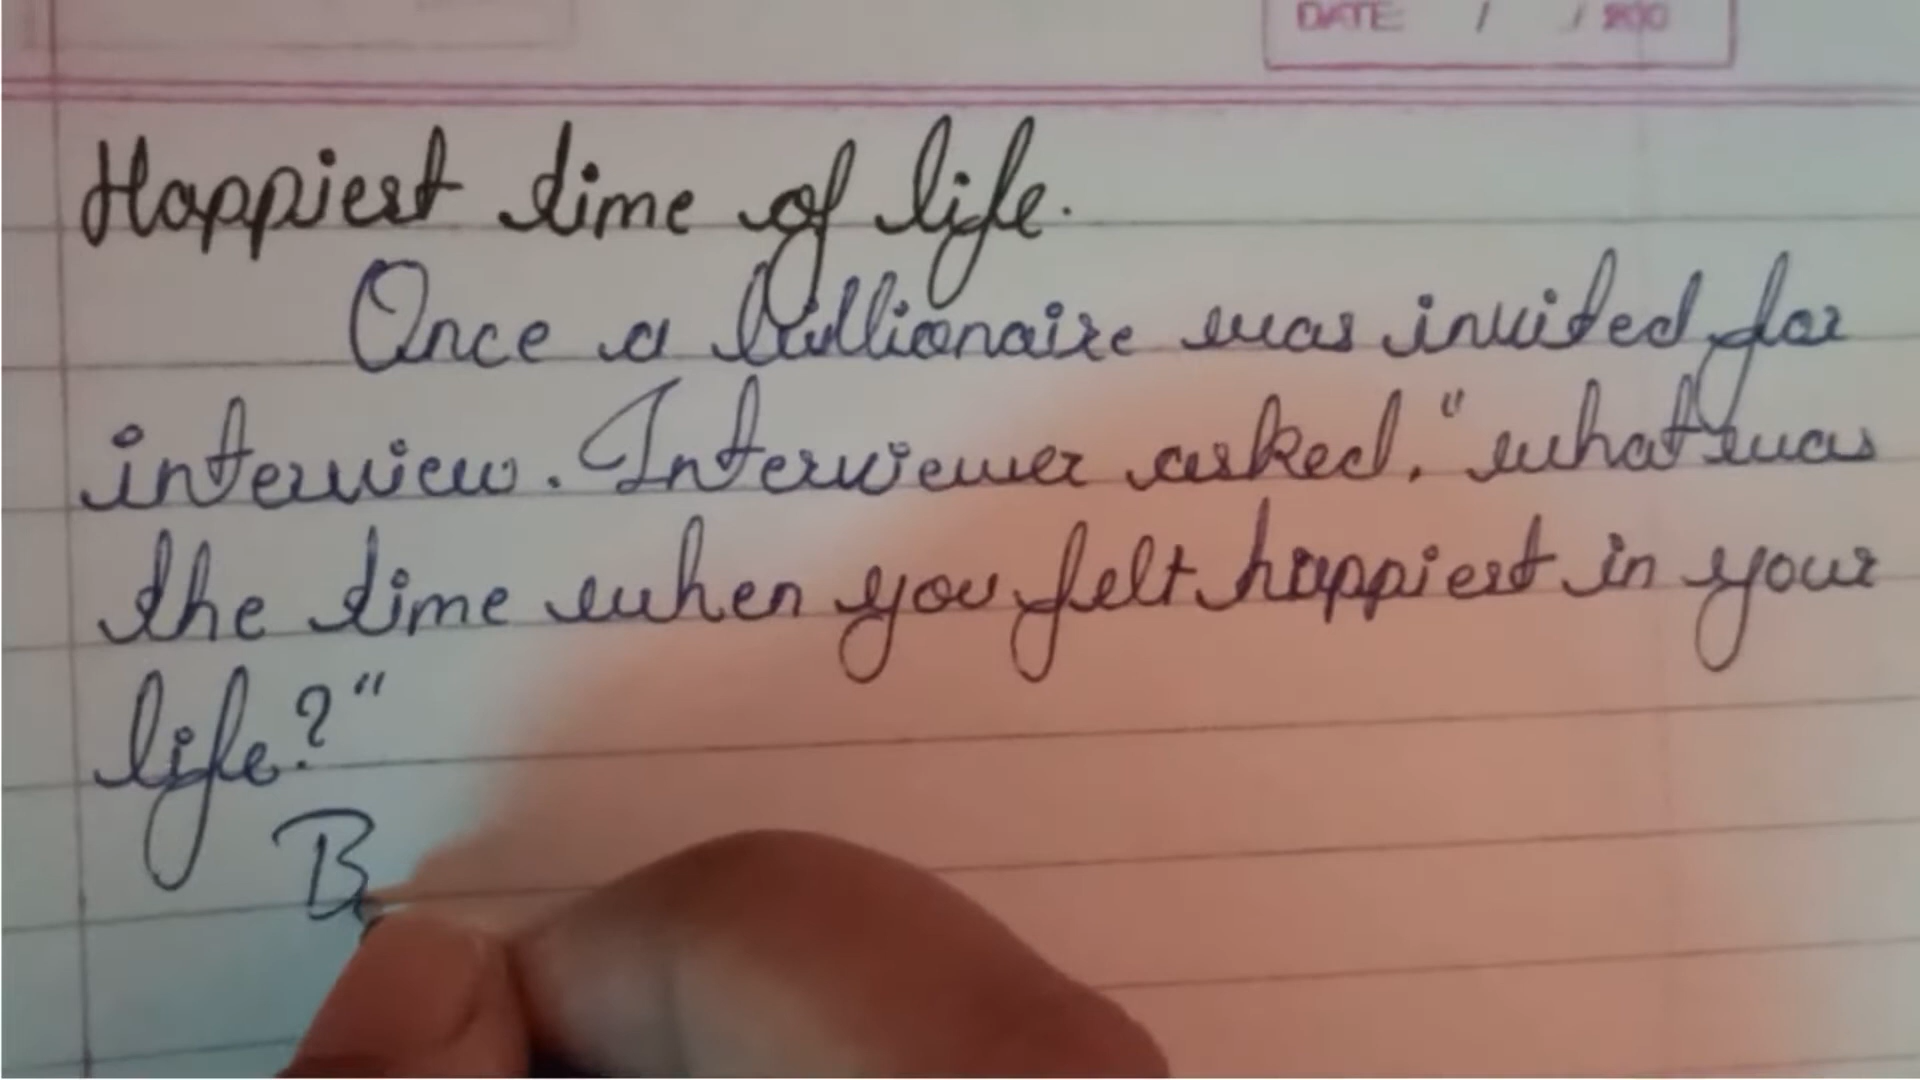 DATE / / 200
Happiest time of life.
Once a billionaire was invited for
interview. Interviewer asked, "what was
the time when you felt happiest in your
life?"
B